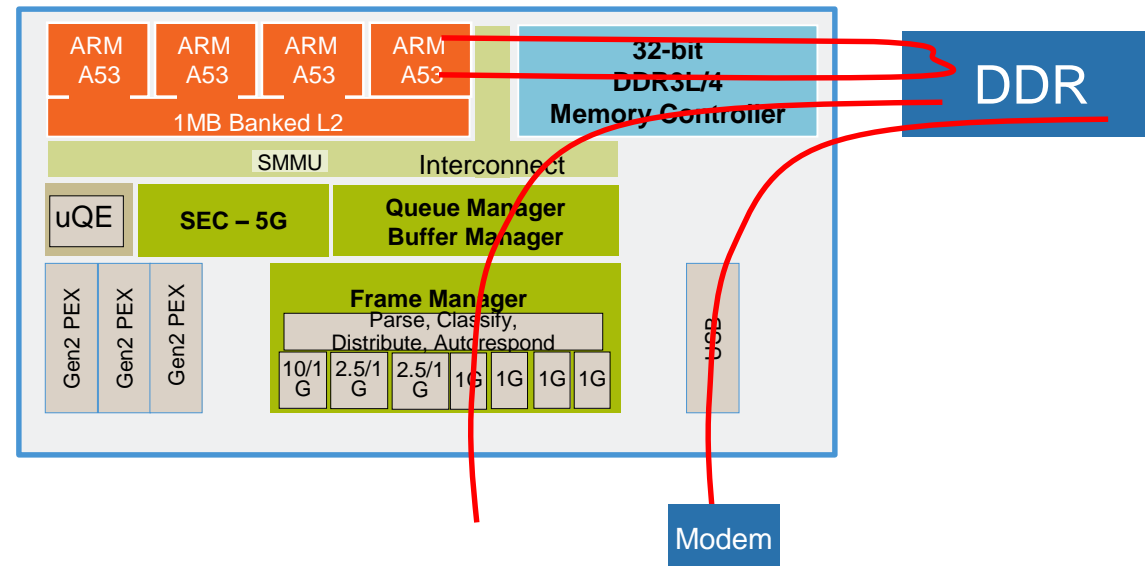 ARM
A53
ARM
A53
ARM
A53
ARM
A53
1MB Banked L2
32-bit
DDR3L/4
Memory Controller
DDR
SMMU
Interconnect
uQE
SEC – 5G
Queue Manager
Buffer Manager
Gen2 PEX
Gen2 PEX
Gen2 PEX
Frame Manager
Parse, Classify,
Distribute, Autorespond
10/1
G
2.5/1
G
2.5/1
G
1G
1G
1G
1G
USB
Modem